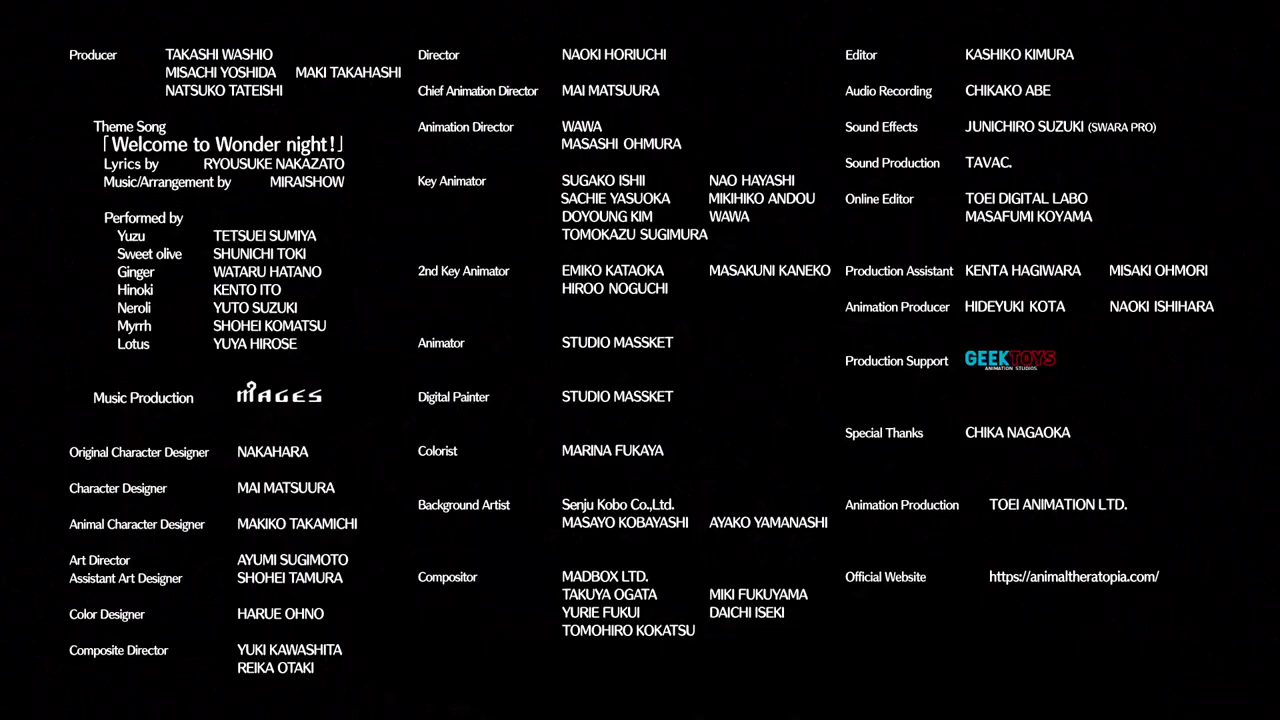 Producer TAKASHI WASHIO
MISACHI YOSHIDA MAKI TAKAHASHI
NATSUKO TATEISHI
Theme Song
「Welcome to Wonder night!」
Lyrics by RYOUSUKE NAKAZATO
Music/Arrangement by MIRAISHOW
Performed by
Yuzu TETSUEI SUMIYA
Sweet olive SHUNICHI TOKI
Ginger WATARU HATANO
Hinoki KENTO ITO
Neroli YUTO SUZUKI
Myrrh SHOHEI KOMATSU
Lotus YUYA HIROSE
Music Production MAGES
Original Character Designer NAKAHARA
Character Designer MAI MATSUURA
Animal Character Designer MAKIKO TAKAMICHI
Art Director AYUMI SUGIMOTO
Assistant Art Designer SHOHEI TAMURA
Color Designer HARUE OHNO
Composite Director YUKI KAWASHITA
REIKA OTAKI
Director NAOKI HORIUCHI
Chief Animation Director MAI MATSUURA
Animation Director WAWA
MASASHI OHMURA
Key Animator SUGAKO ISHII NAO HAYASHI
SACHIE YASUOKA MIKIHIKO ANDOU
DOYOUNG KIM WAWA
TOMOKAZU SUGIMURA
2nd Key Animator EMIKO KATAOKA MASAKUNI KANEKO
HIROO NOGUCHI
Animator STUDIO MASSKET
Digital Painter STUDIO MASSKET
Colorist MARINA FUKAYA
Background Artist Senju Kobo Co.,Ltd.
MASAYO KOBAYASHI AYAKO YAMANASHI
Compositor MADBOX LTD.
TAKUYA OGATA MIKI FUKUYAMA
YURIE FUKUI DAICHI ISEKI
TOMOHIRO KOKATSU
Editor KASHIKO KIMURA
Audio Recording CHIKAKO ABE
Sound Effects JUNICHIRO SUZUKI (SWARA PRO)
Sound Production TAVAC.
Online Editor TOEI DIGITAL LABO
MASAFUMI KOYAMA
Production Assistant KENTA HAGIWARA MISAKI OHMORI
Animation Producer HIDEYUKI KOTA NAOKI ISHIHARA
Production Support GEEKTOYS
ANIMATION STUDIOS
Special Thanks CHIKA NAGAOKA
Animation Production TOEI ANIMATION LTD.
Official Website https://animaltheratopia.com/